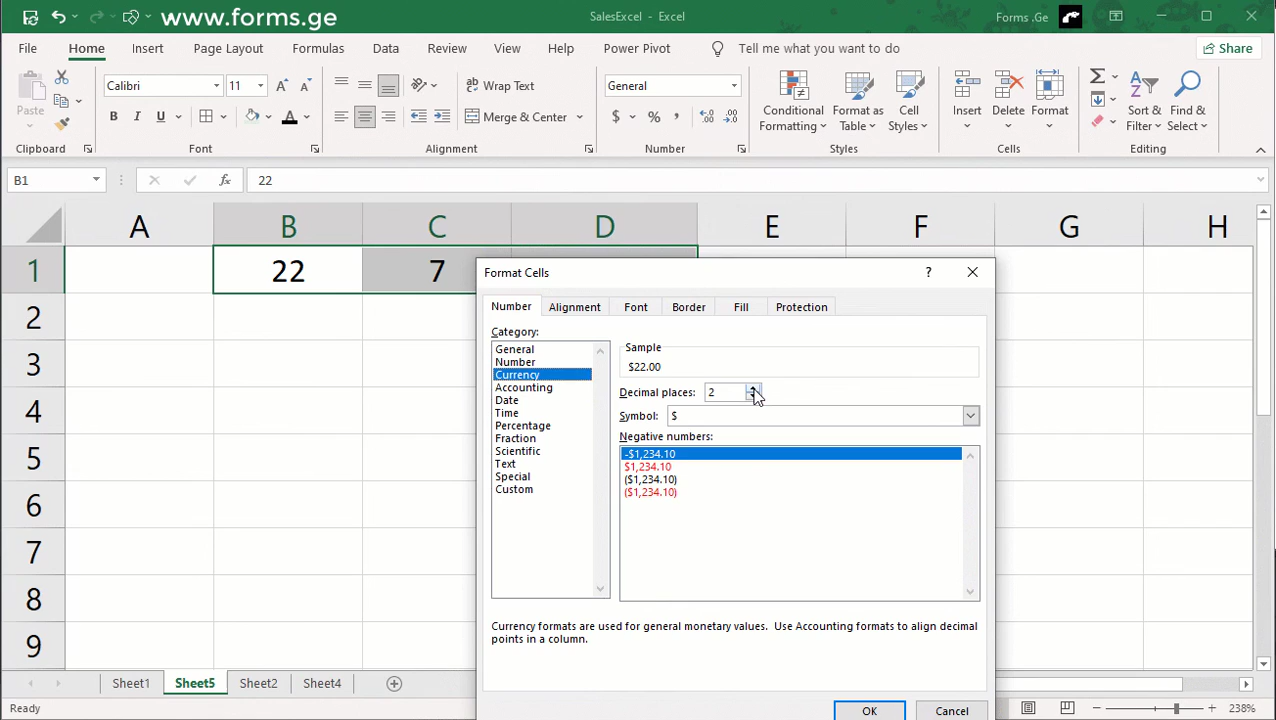 www.forms.ge
SalesExcel - Excel
Forms .Ge
File Home Insert Page Layout Formulas Data Review View Help Power Pivot Tell me what you want to do Share
Paste
Clipboard
Calibri 11
B I U
Font
Wrap Text
Merge & Center
Alignment
General
$ % ,
Number
Conditional Formatting
Format as Table
Cell Styles
Styles
Insert Delete Format
Cells
Sort & Filter
Find & Select
Editing
B1 fx 22
A B C D E F G H
1 22 7
2
3
4
5
6
7
8
9
Format Cells
?
Number Alignment Font Border Fill Protection
Category:
General
Number
Currency
Accounting
Date
Time
Percentage
Fraction
Scientific
Text
Special
Custom
Sample
$22.00
Decimal places: 2
Symbol: $
Negative numbers:
-$1,234.10
$1,234.10
($1,234.10)
($1,234.10)
Currency formats are used for general monetary values. Use Accounting formats to align decimal
points in a column.
OK Cancel
Sheet1 Sheet5 Sheet2 Sheet4
Ready
238%